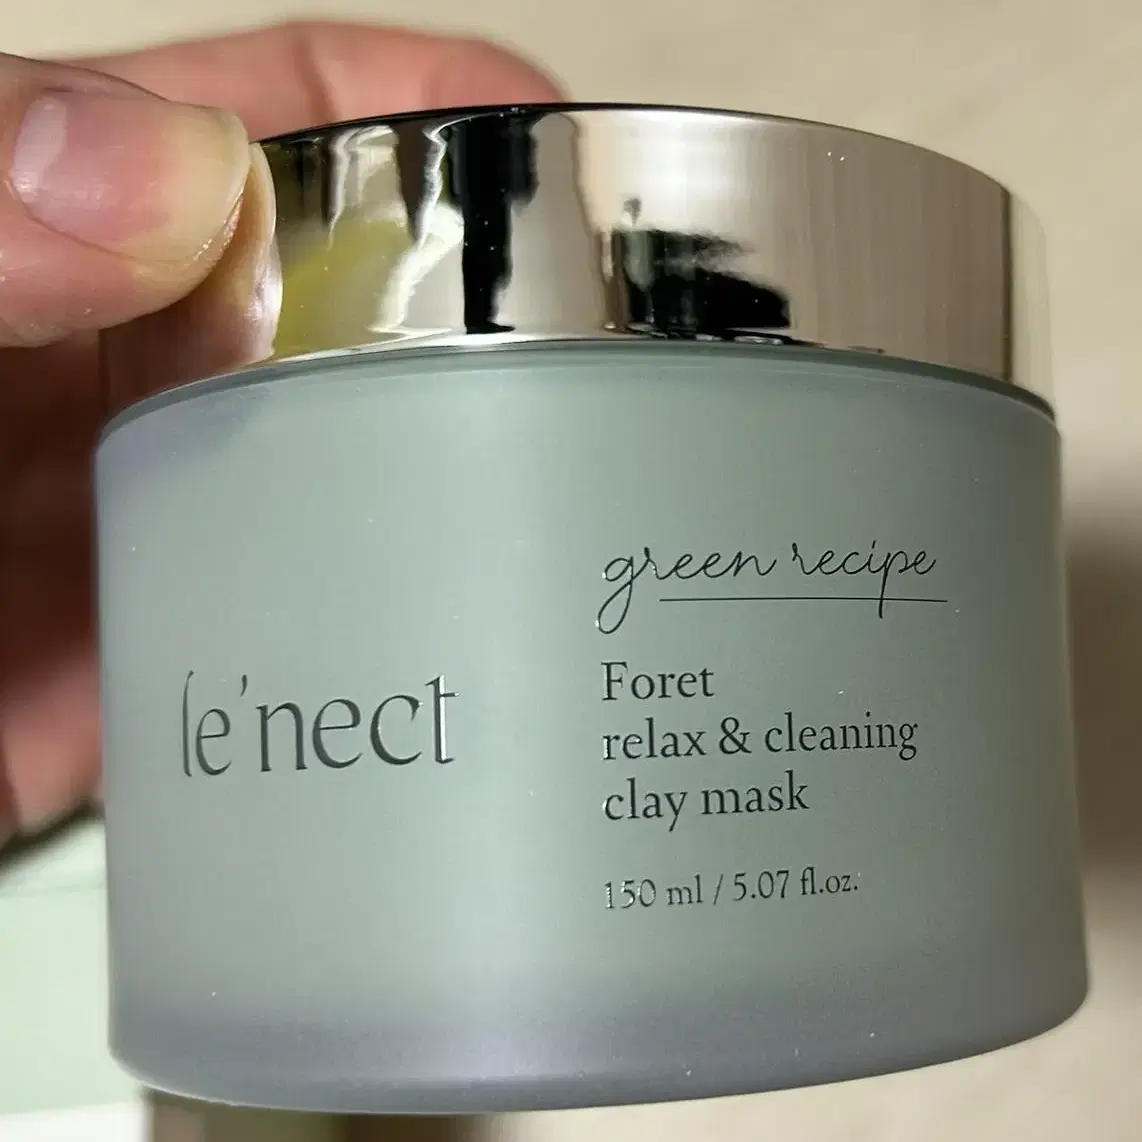 le'nect
green recipe
Foret
relax & cleaning
clay mask
150 ml / 5.07 fl.oz.